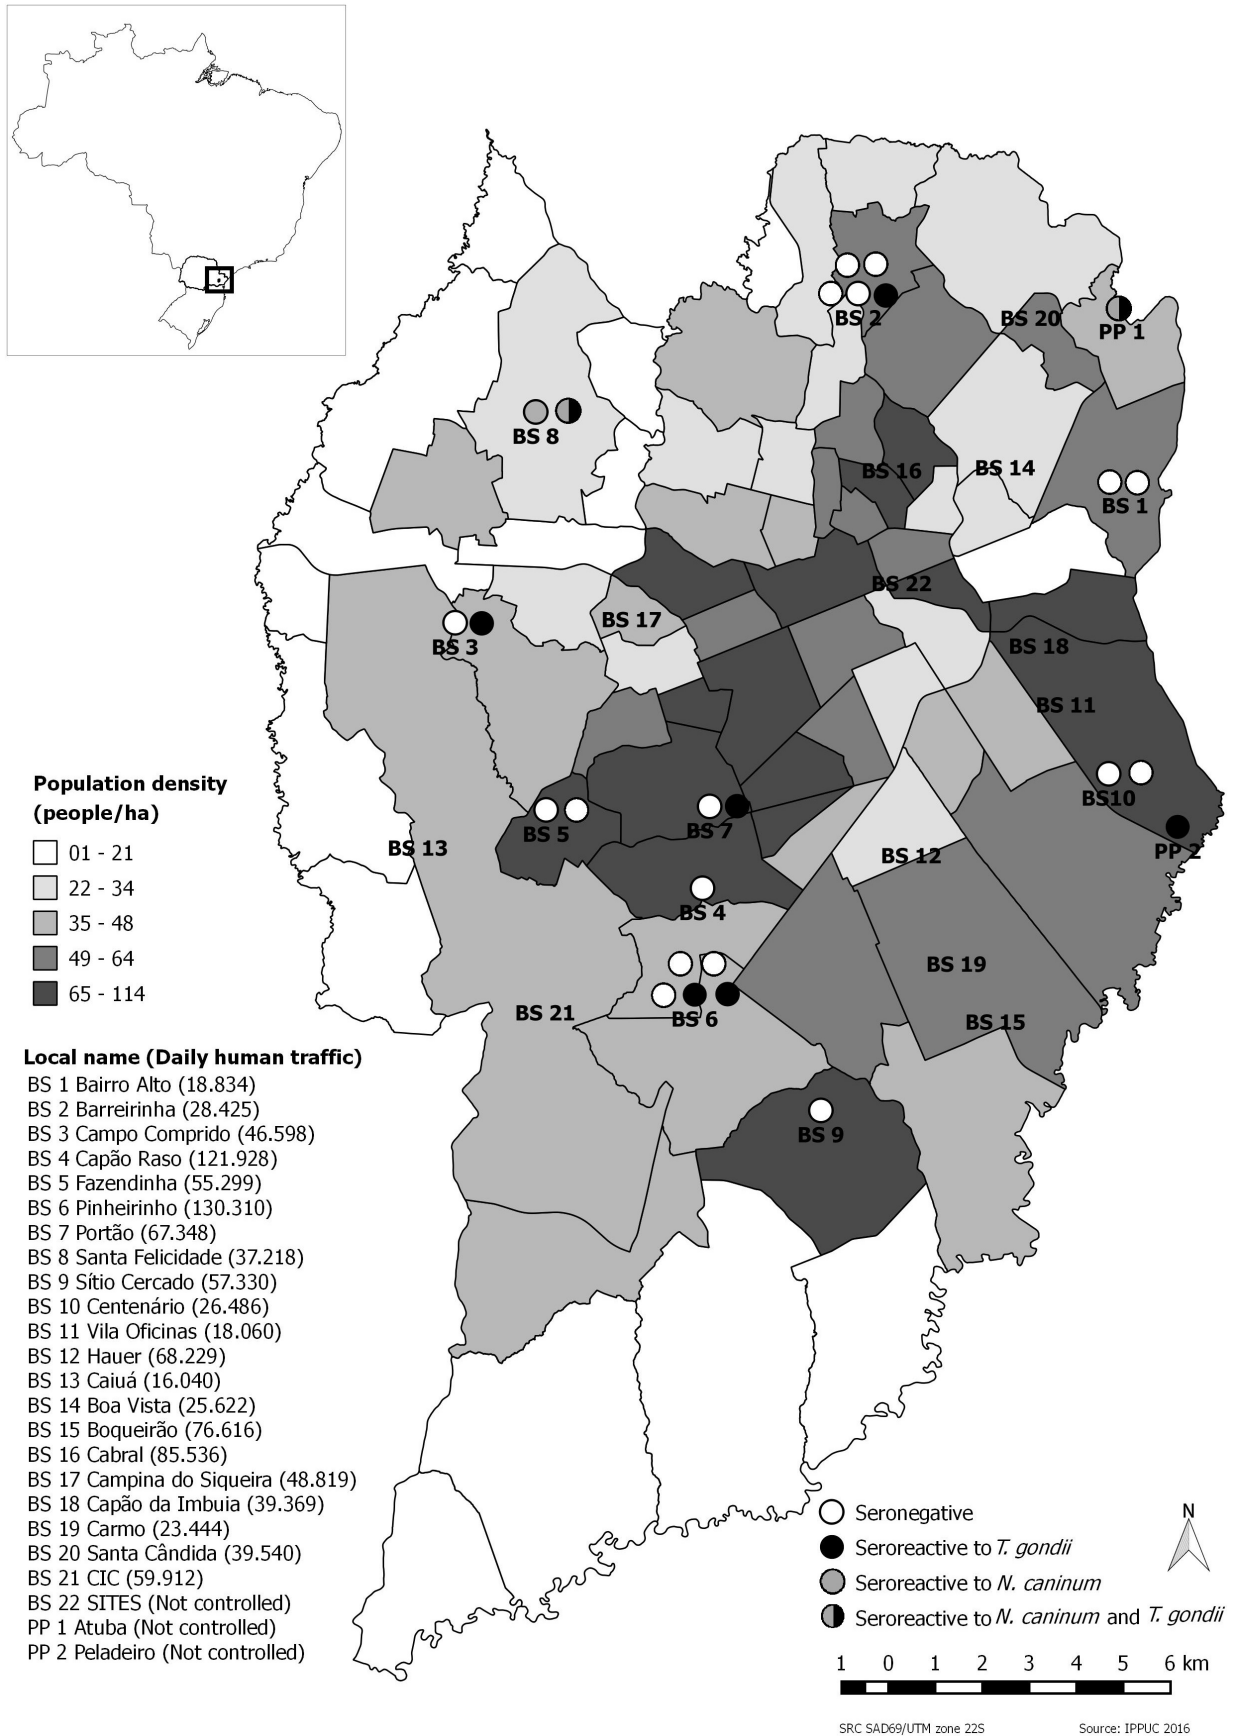 BS 2
BS 20
PP 1
BS 8
BS 16
BS 14
BS 1
BS 22
BS 17
BS 3
BS 18
BS 11
BS10
BS 5
BS 7
BS 13
BS 12
PP 2
BS 4
BS 19
BS 21
BS 6
BS 15
BS 9
Population density
(people/ha)
01 - 21
22 - 34
35 - 48
49 - 64
65 - 114
Local name (Daily human traffic)
BS 1 Bairro Alto (18.834)
BS 2 Barreirinha (28.425)
BS 3 Campo Comprido (46.598)
BS 4 Capão Raso (121.928)
BS 5 Fazendinha (55.299)
BS 6 Pinheirinho (130.310)
BS 7 Portão (67.348)
BS 8 Santa Felicidade (37.218)
BS 9 Sítio Cercado (57.330)
BS 10 Centenário (26.486)
BS 11 Vila Oficinas (18.060)
BS 12 Hauer (68.229)
BS 13 Caiuá (16.040)
BS 14 Boa Vista (25.622)
BS 15 Boqueirão (76.616)
BS 16 Cabral (85.536)
BS 17 Campina do Siqueira (48.819)
BS 18 Capão da Imbuia (39.369)
BS 19 Carmo (23.444)
BS 20 Santa Cândida (39.540)
BS 21 CIC (59.912)
BS 22 SITES (Not controlled)
PP 1 Atuba (Not controlled)
PP 2 Peladeiro (Not controlled)
Seronegative
Seroreactive to T. gondii
Seroreactive to N. caninum
Seroreactive to N. caninum and T. gondii
N
1 0 1 2 3 4 5 6 km
SRC SAD69/UTM zone 22S
Source: IPPUC 2016